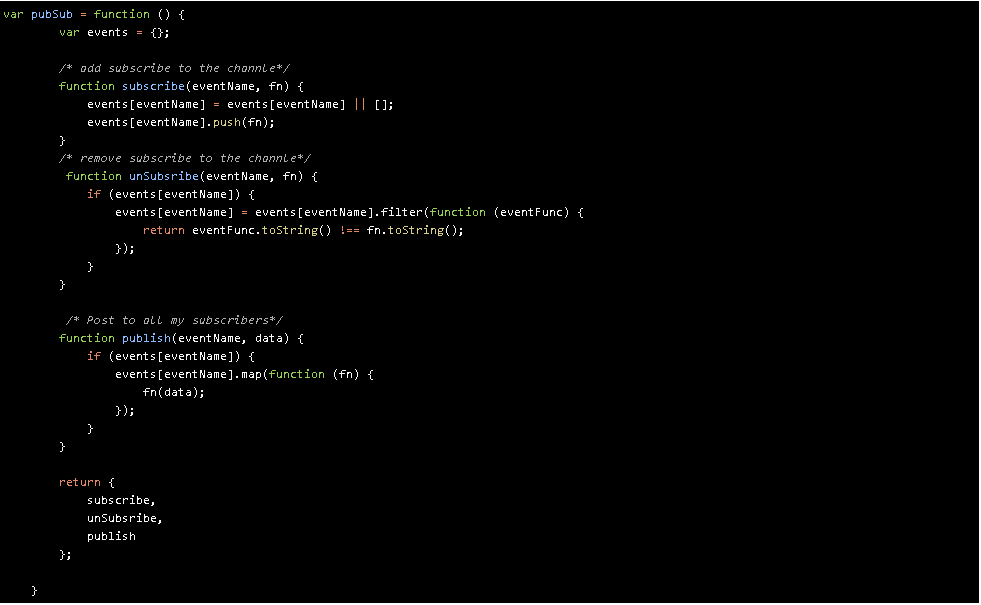 var pubSub = function () {
var events = {};
/* add subscribe to the channle*/
function subscribe(eventName, fn) {
events[eventName] = events[eventName] || [];
events[eventName].push(fn);
}
/* remove subscribe to the channle*/
function unSubsribe(eventName, fn) {
if (events[eventName]) {
events[eventName] = events[eventName].filter(function (eventFunc) {
return eventFunc.toString() !== fn.toString();
});
}
}
/* Post to all my subscribers*/
function publish(eventName, data) {
if (events[eventName]) {
events[eventName].map(function (fn) {
fn(data);
});
}
}
return {
subscribe,
unSubsribe,
publish
};
}